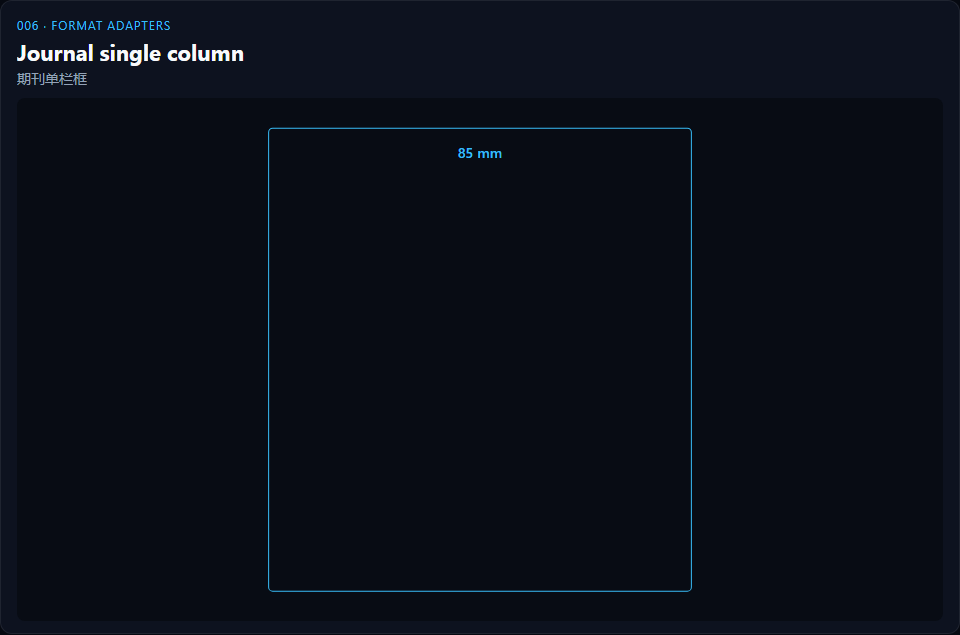 006 · FORMAT ADAPTERS
Journal single column
期刊单栏框
85 mm